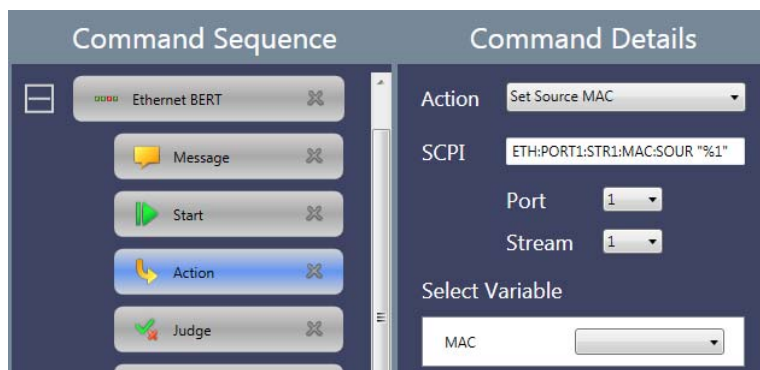 Command Sequence
Ethernet BERT
Message
Start
Action
Judge
Command Details
Action Set Source MAC
SCPI ETH:PORT1:STR1:MAC:SOUR "%1"
Port 1
Stream 1
Select Variable
MAC